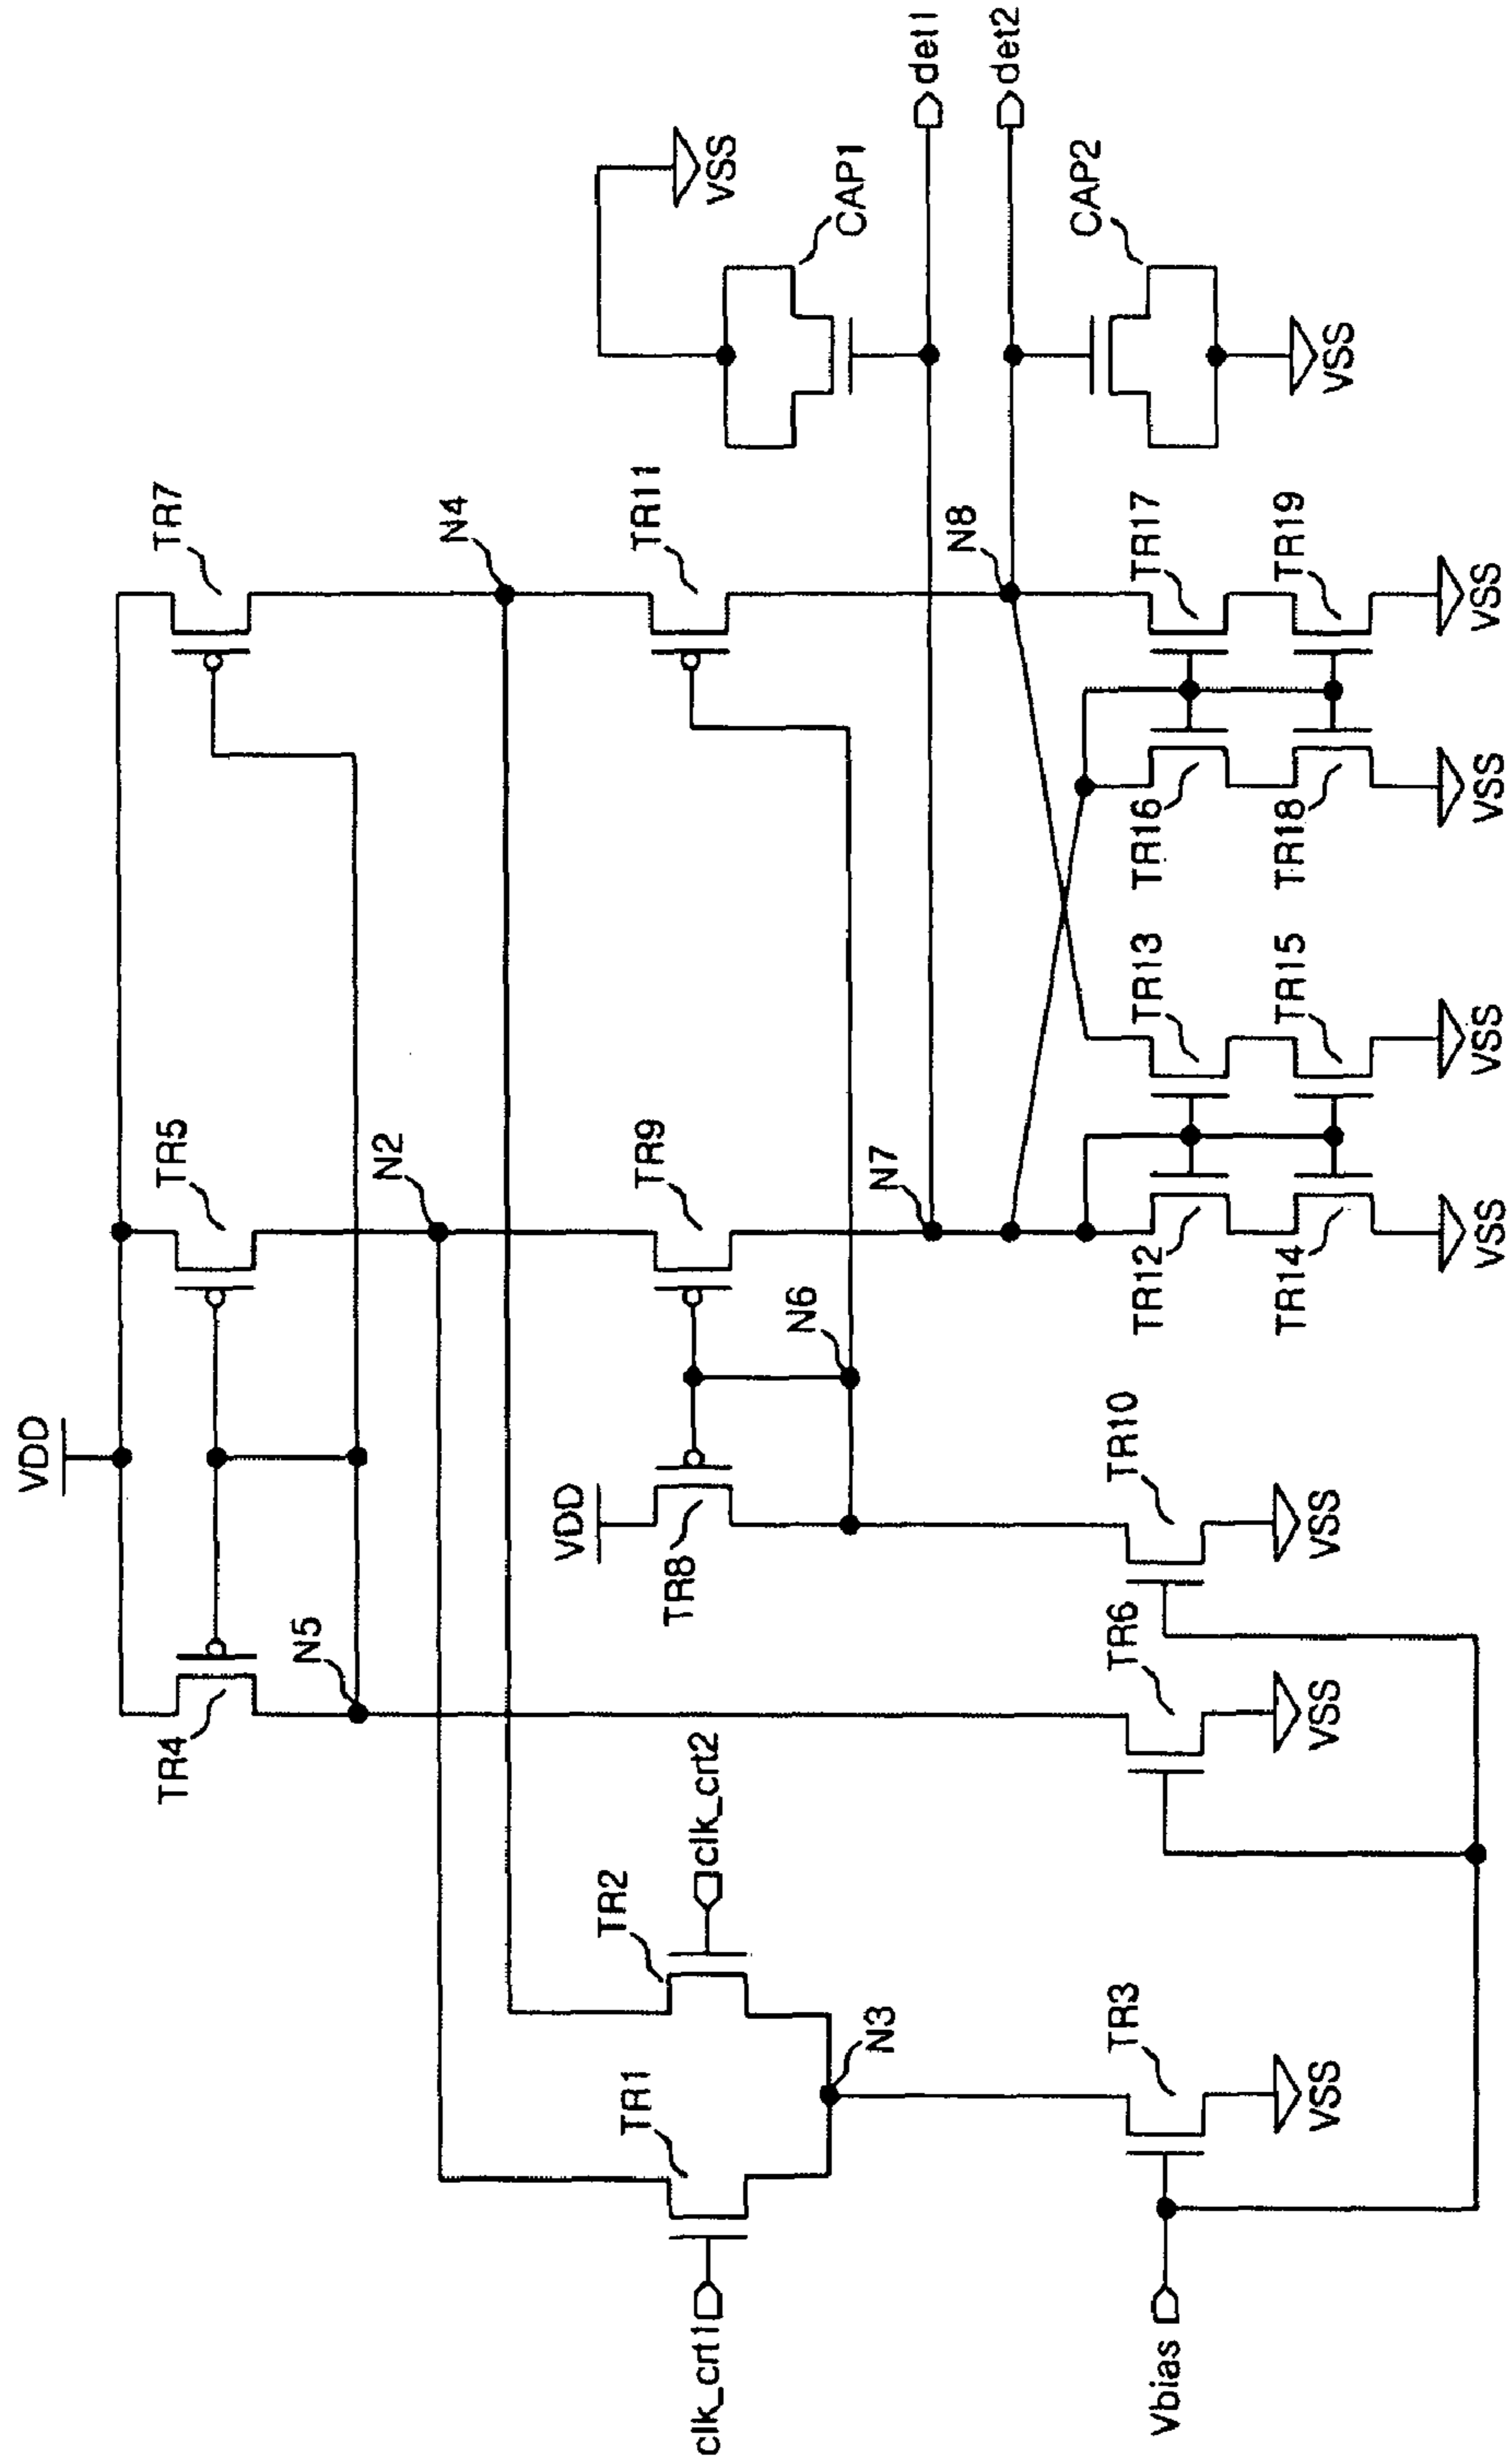 VDD
TR4
TR5
TR7
N5
N2
N4
clk_crt1
TR1
TR2
clk_crt2
VDD
TR8
TR9
TR11
N6
N3
N7
N8
VSS
CAP1
det1
det2
CAP2
VSS
Vbias
TR3
TR6
TR10
TR12
TR13
TR16
TR17
TR14
TR15
TR18
TR19
VSS
VSS
VSS
VSS
VSS
VSS
VSS